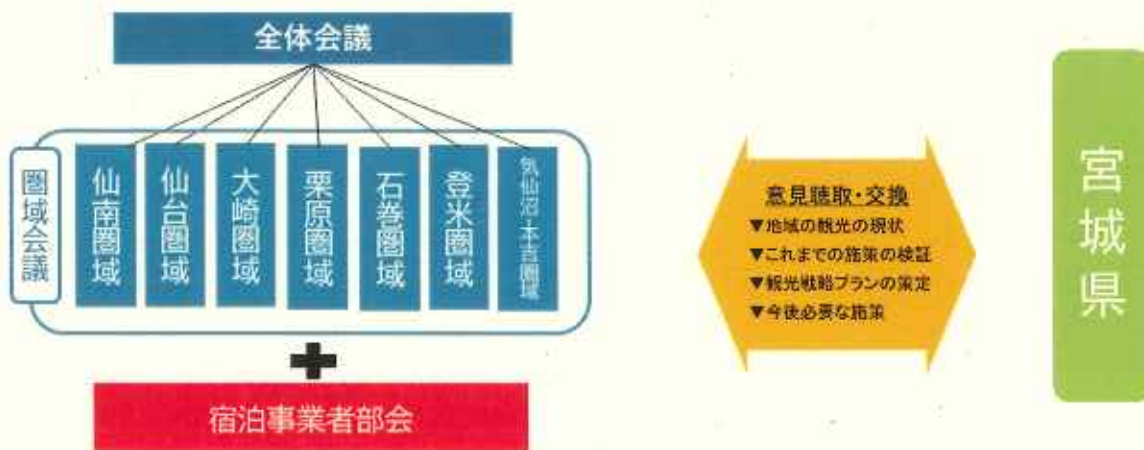 全体会議
圏域会議
仙南圏域
仙台圏域
大崎圏域
栗原圏域
石巻圏域
登米圏域
気仙沼・本吉圏域
宿泊事業者部会
意見聴取・交換
▼地域の観光の現状
▼これまでの施策の検証
▼観光戦略プランの策定
▼今後必要な施策
宮城県